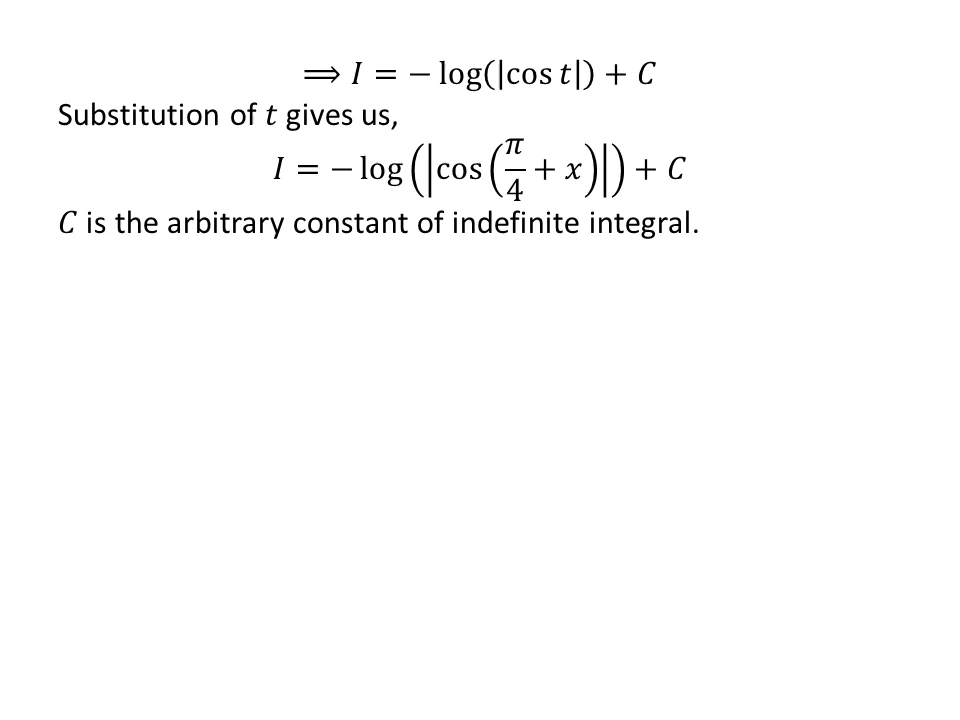 ⟹ 𝐼 = − log(|cos 𝑡|) + 𝐶
Substitution of 𝑡 gives us,
𝐼 = − log(|cos(π/4 + 𝑥)|) + 𝐶
𝐶 is the arbitrary constant of indefinite integral.